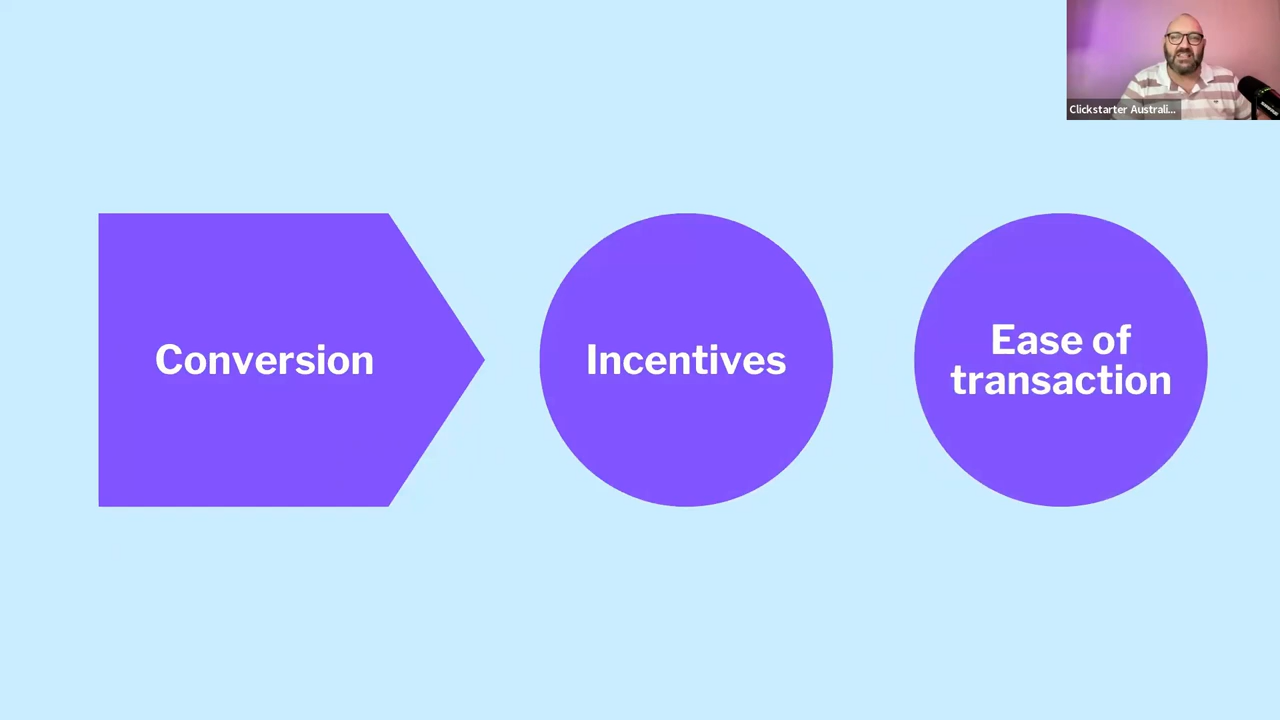 Clickstarter Australi...
Conversion
Incentives
Ease of
transaction